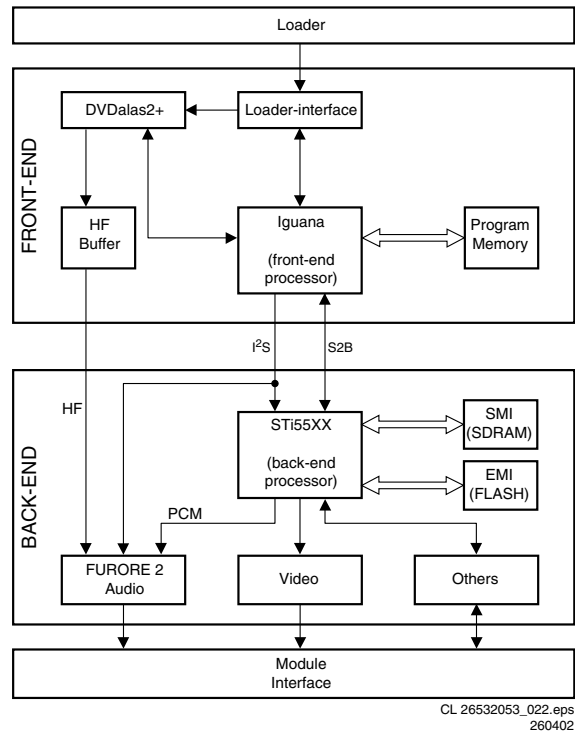 Loader
FRONT-END
DVDalas2+
Loader-interface
HF
Buffer
Iguana
(front-end
processor)
Program
Memory
I²S
S2B
BACK-END
HF
STi55XX
(back-end
processor)
SMI
(SDRAM)
EMI
(FLASH)
PCM
FURORE 2
Audio
Video
Others
Module
Interface
CL 26532053_022.eps
260402